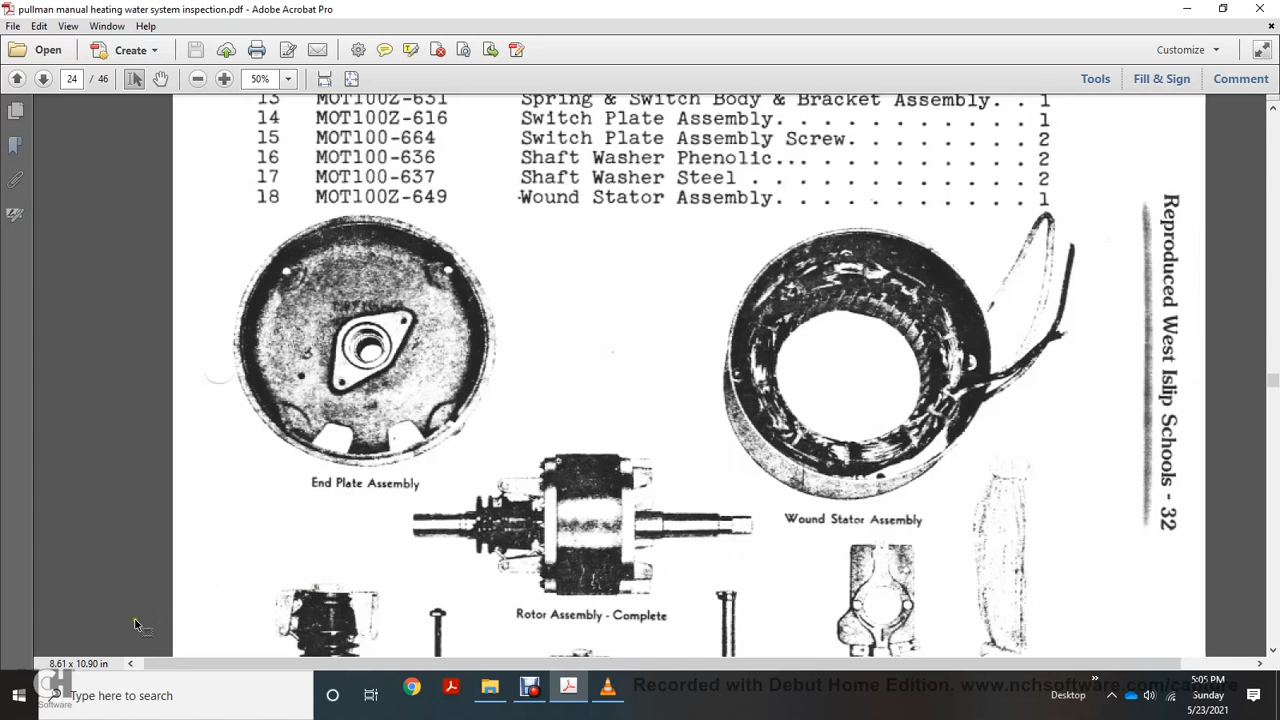 pullman manual heating water system inspection.pdf - Adobe Acrobat Pro
File Edit View Window Help
Open Create Customize
24 / 46 50% Tools Fill & Sign Comment
13 MOT100Z-631 Spring & Switch Body & Bracket Assembly. . 1
14 MOT100Z-616 Switch Plate Assembly. . . . . . . . . . . . 1
15 MOT100-664 Switch Plate Assembly Screw. . . . . . . . . 2
16 MOT100-636 Shaft Washer Phenolic... . . . . . . . . . . 2
17 MOT100-637 Shaft Washer Steel . . . . . . . . . . . . . 2
18 MOT100Z-649 Wound Stator Assembly. . . . . . . . . . . . 1
Reproduced West Islip Schools - 32
End Plate Assembly
Wound Stator Assembly
Rotor Assembly - Complete
8.61 x 10.90 in
Recorded with Debut Home Edition. www.nchsoftware.com/capture
CH
Software
Type here to search
Desktop
5:05 PM
Sunday
5/23/2021